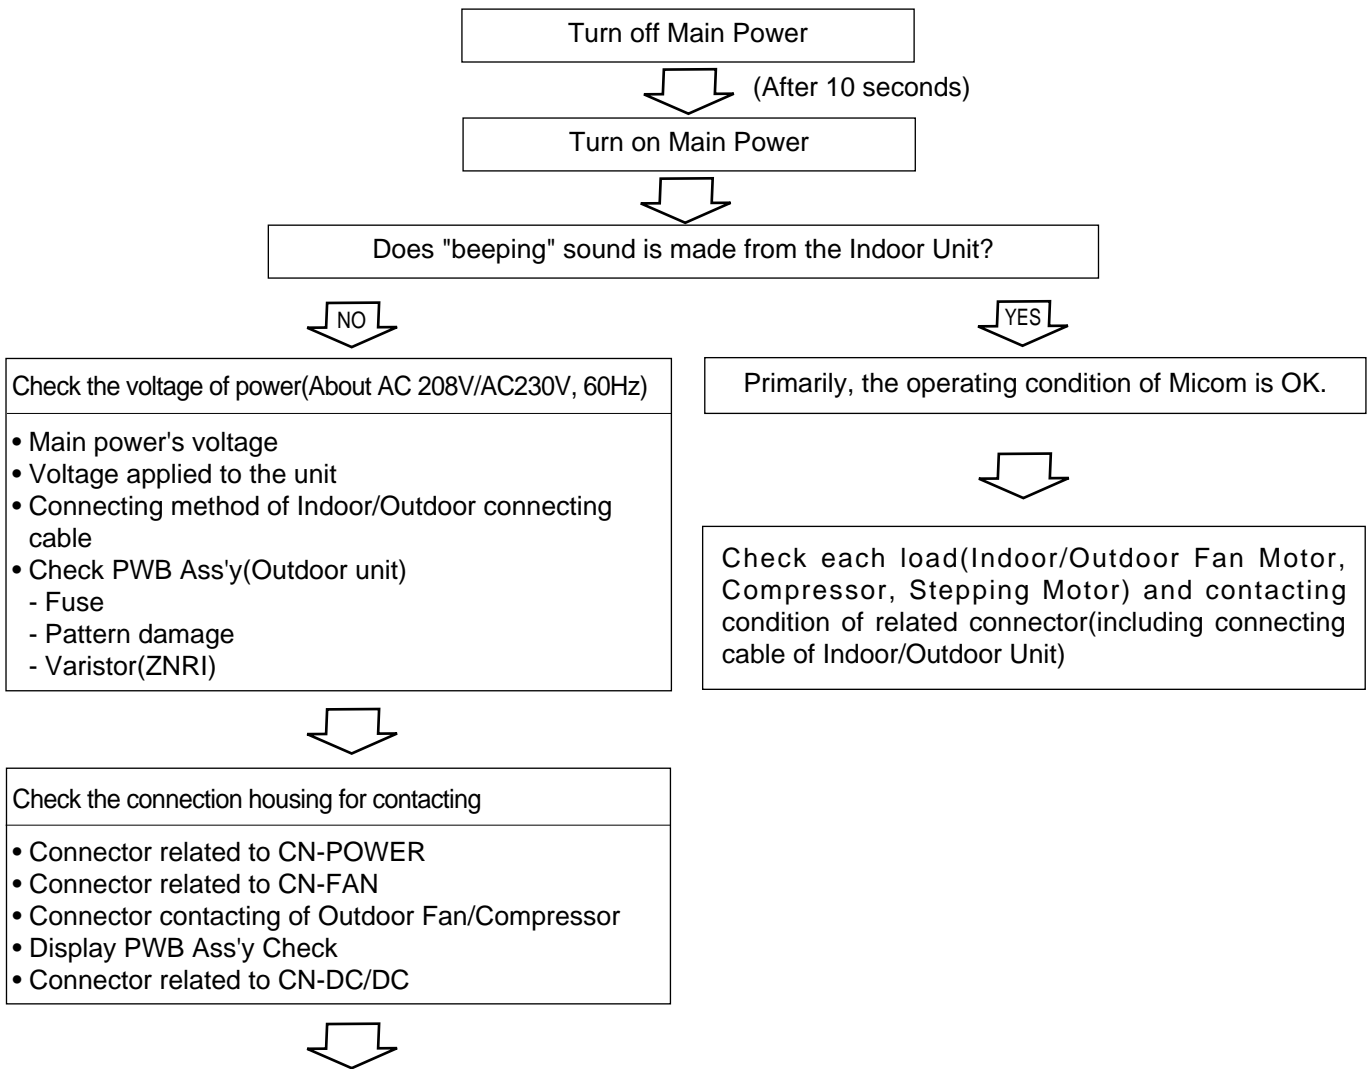 Turn off Main Power
(After 10 seconds)
Turn on Main Power
Does "beeping" sound is made from the Indoor Unit?
NO
YES
Check the voltage of power(About AC 208V/AC230V, 60Hz)
• Main power's voltage
• Voltage applied to the unit
• Connecting method of Indoor/Outdoor connecting
cable
• Check PWB Ass'y(Outdoor unit)
- Fuse
- Pattern damage
- Varistor(ZNRI)
Primarily, the operating condition of Micom is OK.
Check each load(Indoor/Outdoor Fan Motor,
Compressor, Stepping Motor) and contacting
condition of related connector(including connecting
cable of Indoor/Outdoor Unit)
Check the connection housing for contacting
• Connector related to CN-POWER
• Connector related to CN-FAN
• Connector contacting of Outdoor Fan/Compressor
• Display PWB Ass'y Check
• Connector related to CN-DC/DC